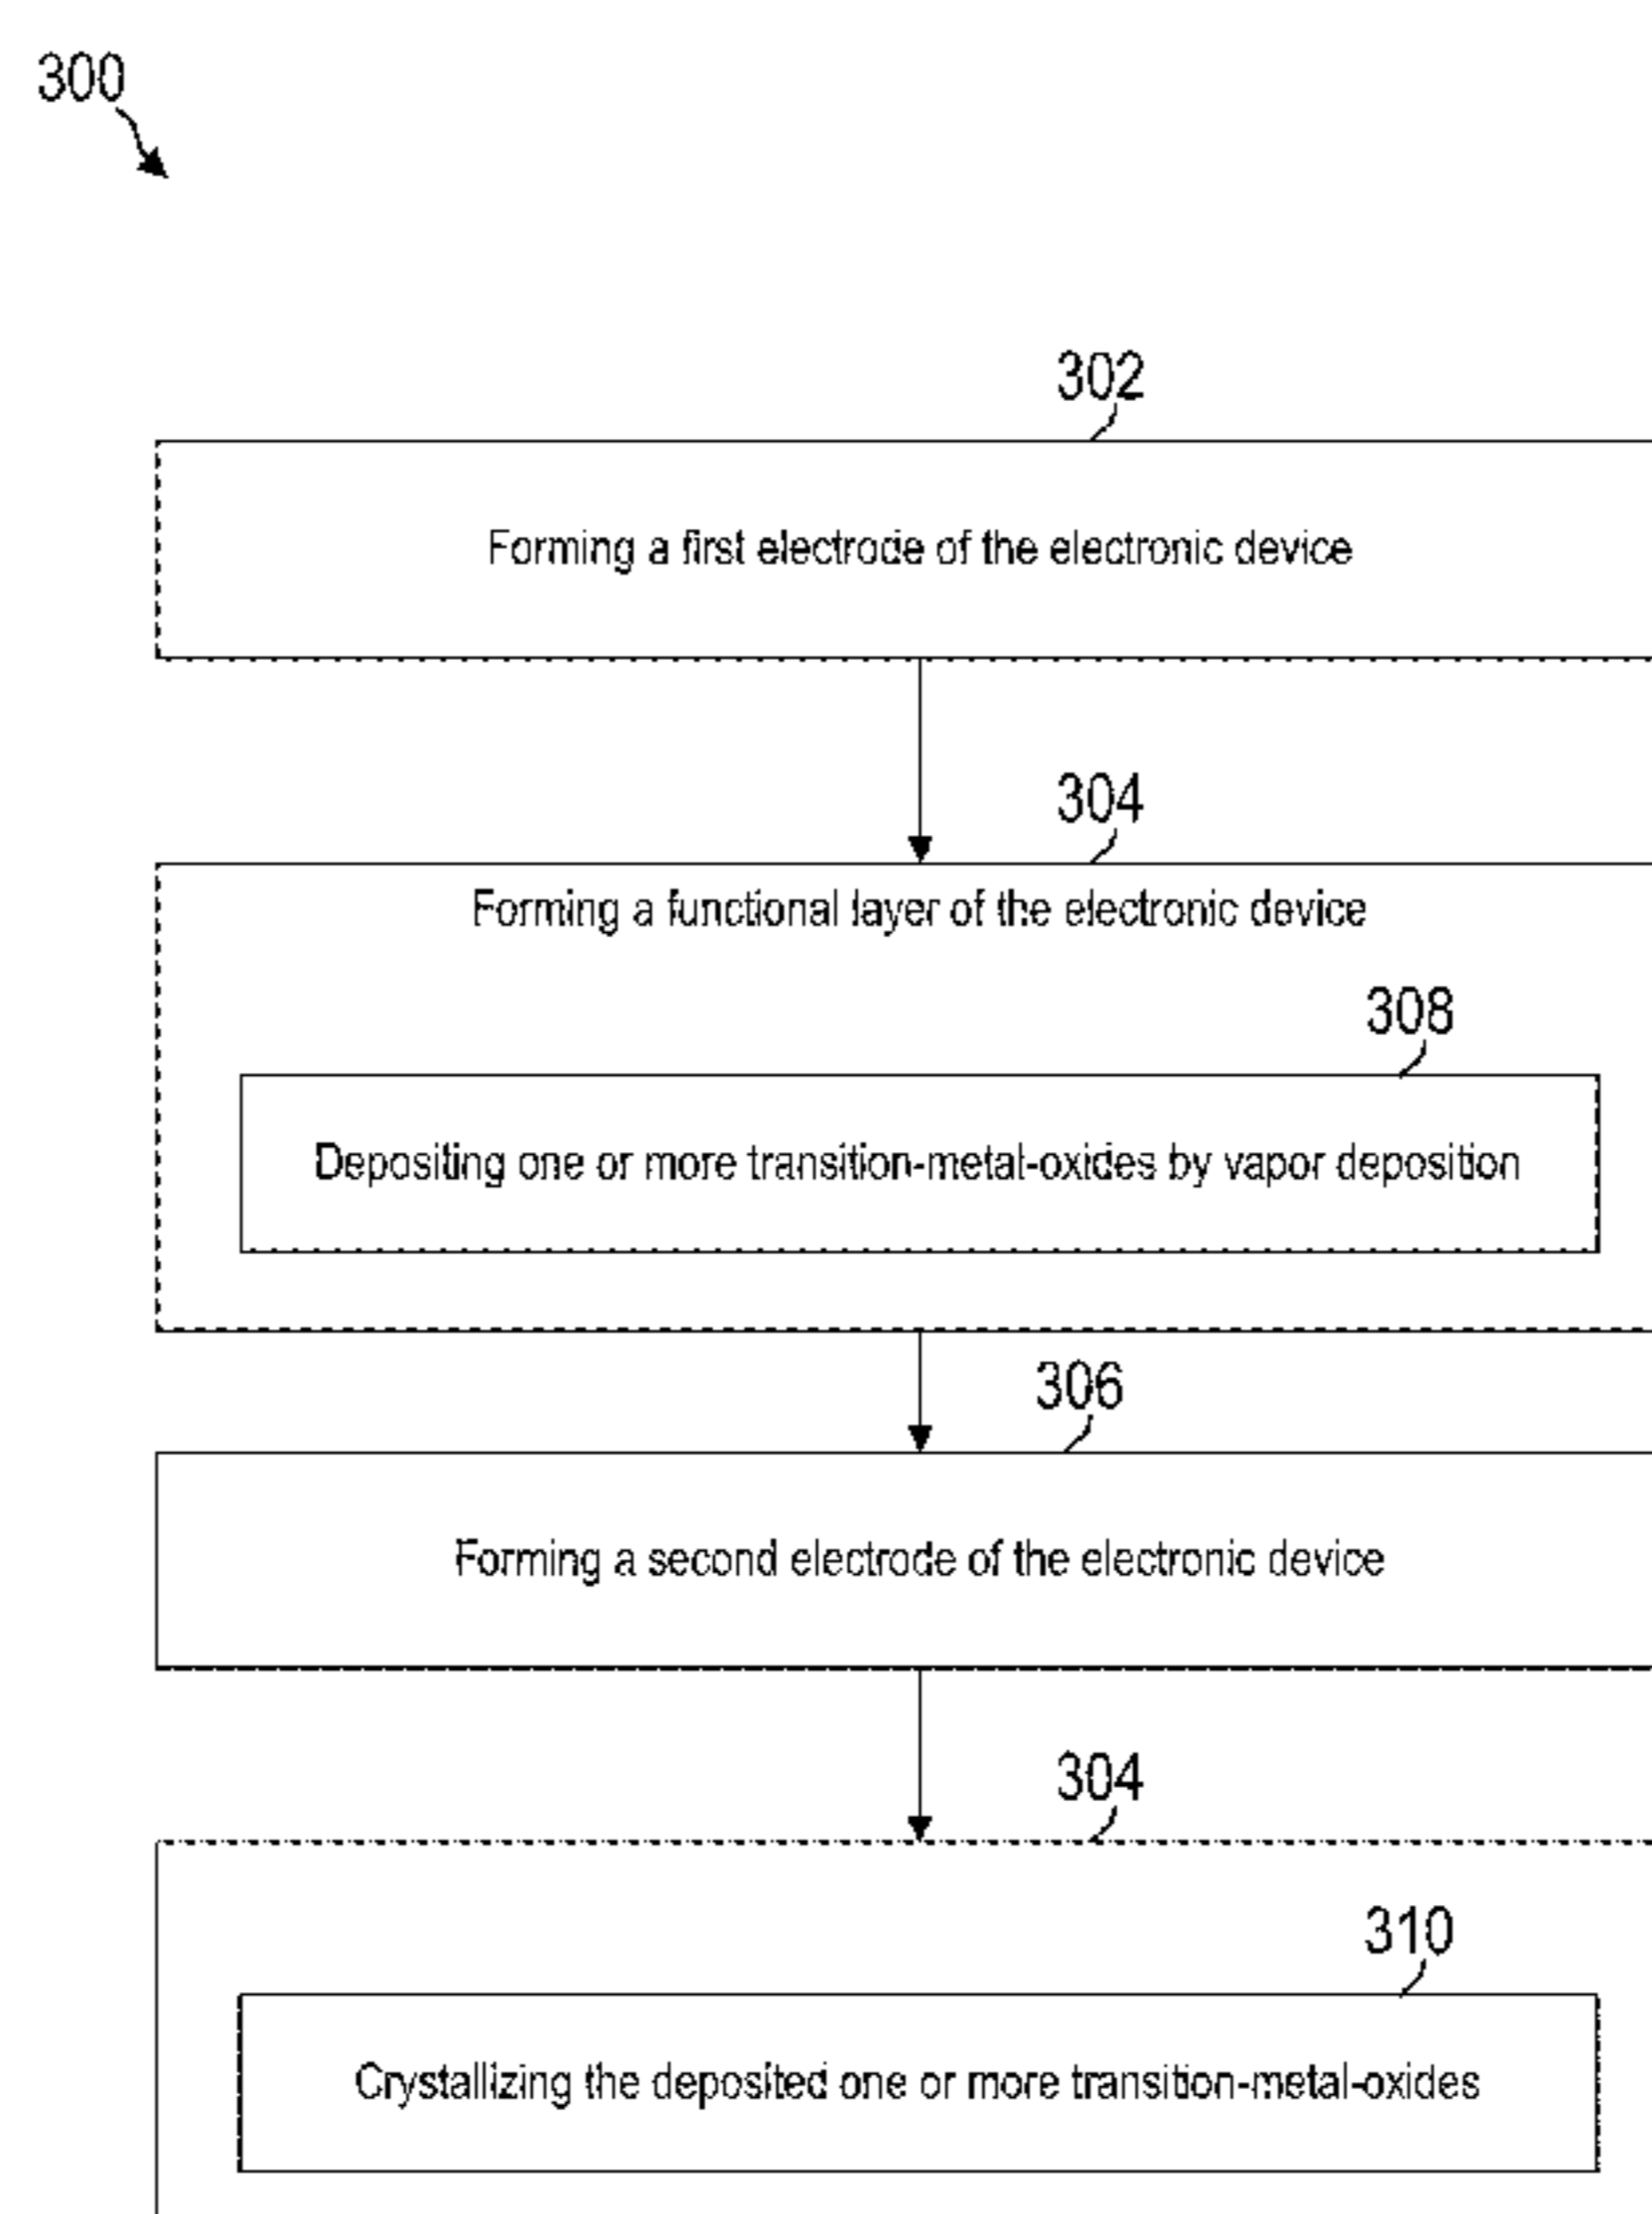 300
302
Forming a first electrode of the electronic device
304
Forming a functional layer of the electronic device
308
Depositing one or more transition-metal-oxides by vapor deposition
306
Forming a second electrode of the electronic device
304
310
Crystallizing the deposited one or more transition-metal-oxides